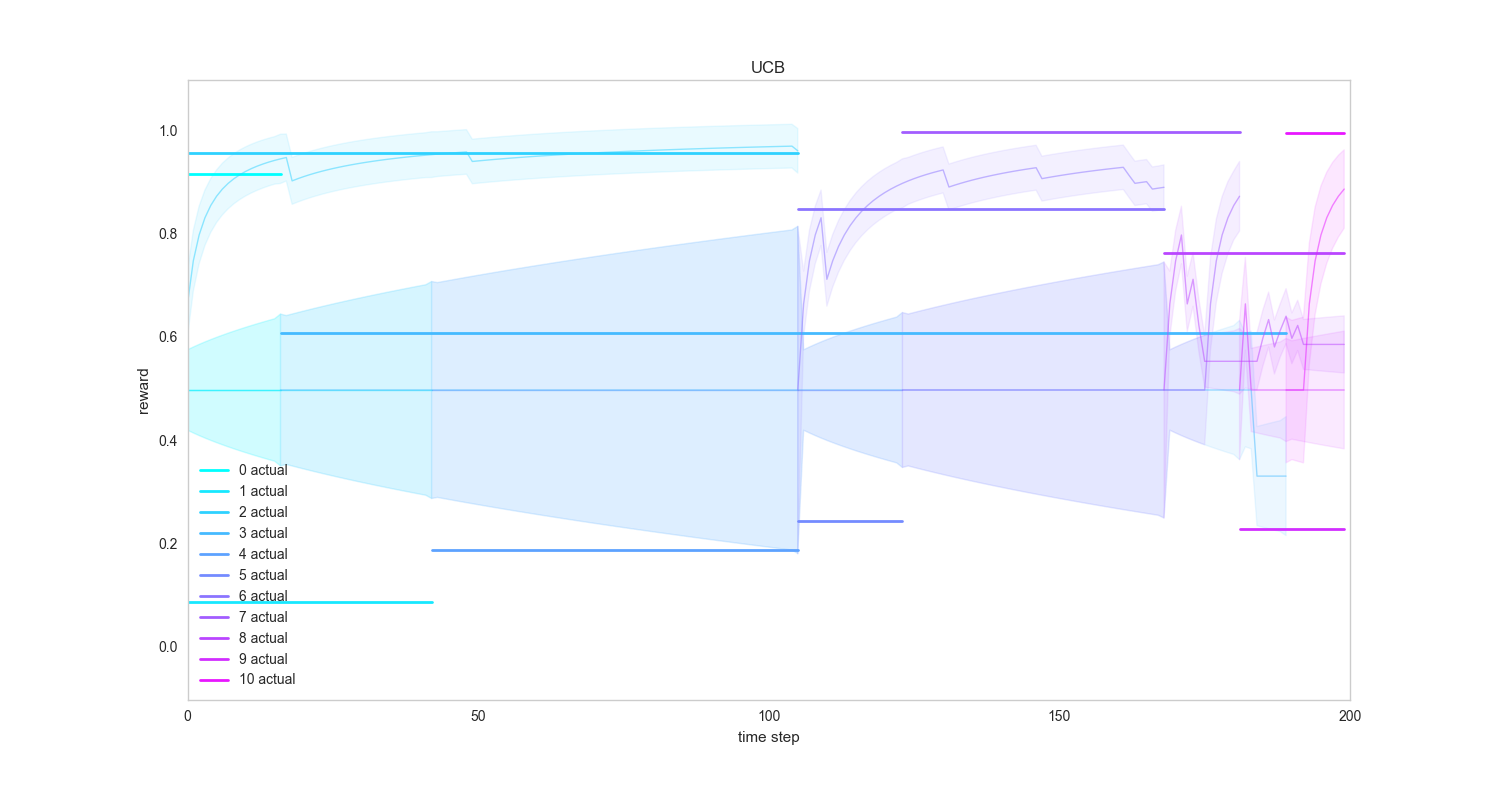 UCB
reward
1.0
0.8
0.6
0.4
0.2
0.0
0 actual
1 actual
2 actual
3 actual
4 actual
5 actual
6 actual
7 actual
8 actual
9 actual
10 actual
0 50 100 150 200
time step